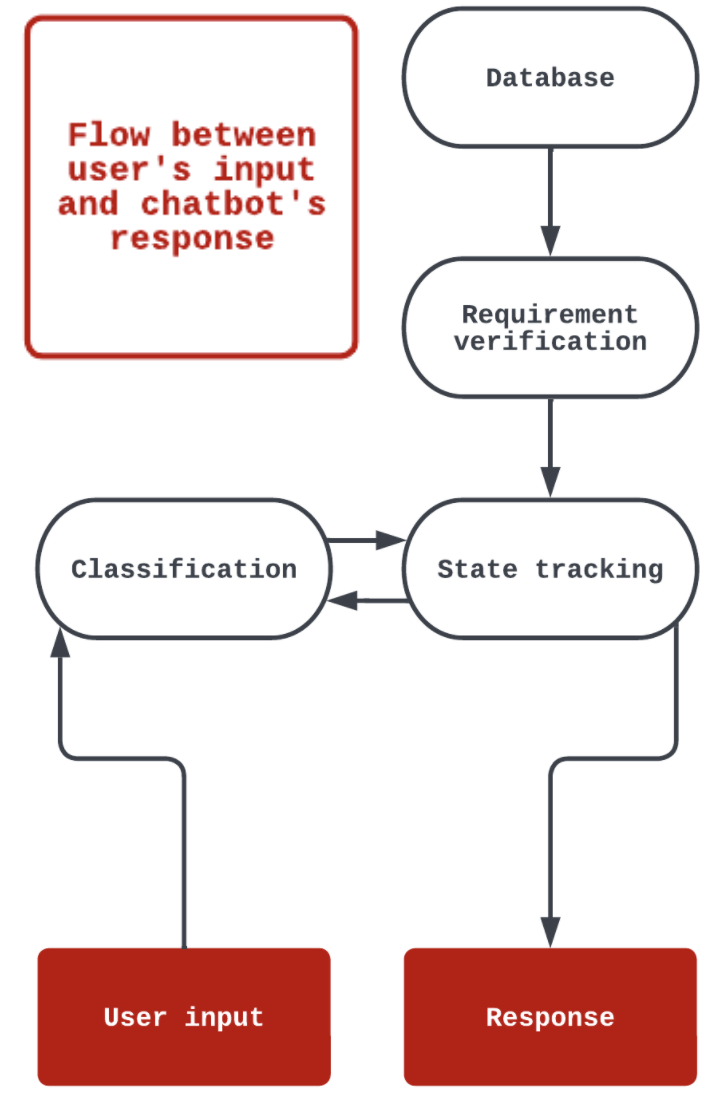 Flow between
user's input
and chatbot's
response
Database
Requirement
verification
Classification
State tracking
User input
Response